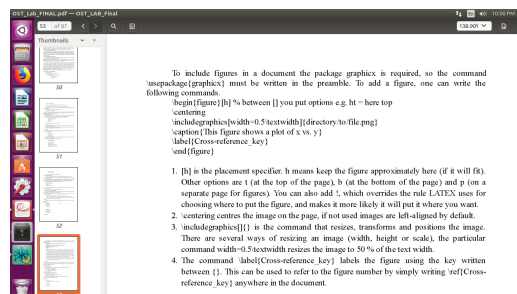 OST_Lab_FINAL.pdf — OST_LAB_Final
10:00 PM
53 of 87
138.90%
Thumbnails
50
51
52
To include figures in a document the package graphicx is required, so the command
\usepackage{graphicx} must be written in the preamble. To add a figure, one can write the
following commands.
\begin{figure}[h] % between [] you put options e.g. ht = here top
\centering
\includegraphics[width=0.5\textwidth]{directory/to/file.png}
\caption{This figure shows a plot of x vs. y}
\label{Cross-reference_key}
\end{figure}
1. [h] is the placement specifier. h means keep the figure approximately here (if it will fit).
Other options are t (at the top of the page), b (at the bottom of the page) and p (on a
separate page for figures). You can also add !, which overrides the rule LATEX uses for
choosing where to put the figure, and makes it more likely it will put it where you want.
2. \centering centres the image on the page, if not used images are left-aligned by default.
3. \includegraphics[]{} is the command that resizes, transforms and positions the image.
There are several ways of resizing an image (width, height or scale), the particular
command width=0.5\textwidth resizes the image to 50 % of the text width.
4. The command \label{Cross-reference_key} labels the figure using the key written
between {}. This can be used to refer to the figure number by simply writing \ref{Cross-
reference_key} anywhere in the document.